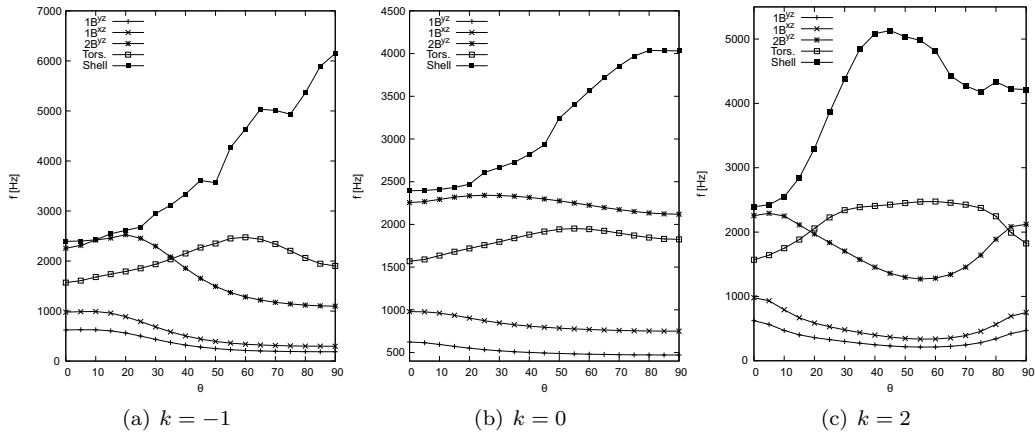 1B^yz
1B^xz
2B^yz
Tors.
Shell
f [Hz]
7000
6000
5000
4000
3000
2000
1000
0
0 10 20 30 40 50 60 70 80 90
θ
(a) k = −1
1B^yz
1B^xz
2B^yz
Tors.
Shell
f [Hz]
4500
4000
3500
3000
2500
2000
1500
1000
500
0 10 20 30 40 50 60 70 80 90
θ
(b) k = 0
1B^yz
1B^xz
2B^yz
Tors.
Shell
f [Hz]
5000
4000
3000
2000
1000
0
0 10 20 30 40 50 60 70 80 90
θ
(c) k = 2